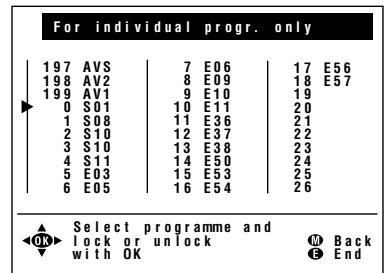 For individual progr. only
197 AVS
198 AV2
199 AV1
0 S01
1 S08
2 S10
3 S10
4 S11
5 E03
6 E05
7 E06
8 E09
9 E10
10 E11
11 E36
12 E37
13 E38
14 E50
15 E53
16 E54
17 E56
18 E57
19
20
21
22
23
24
25
26
OK
Select programme and
lock or unlock
with OK
M Back
E End